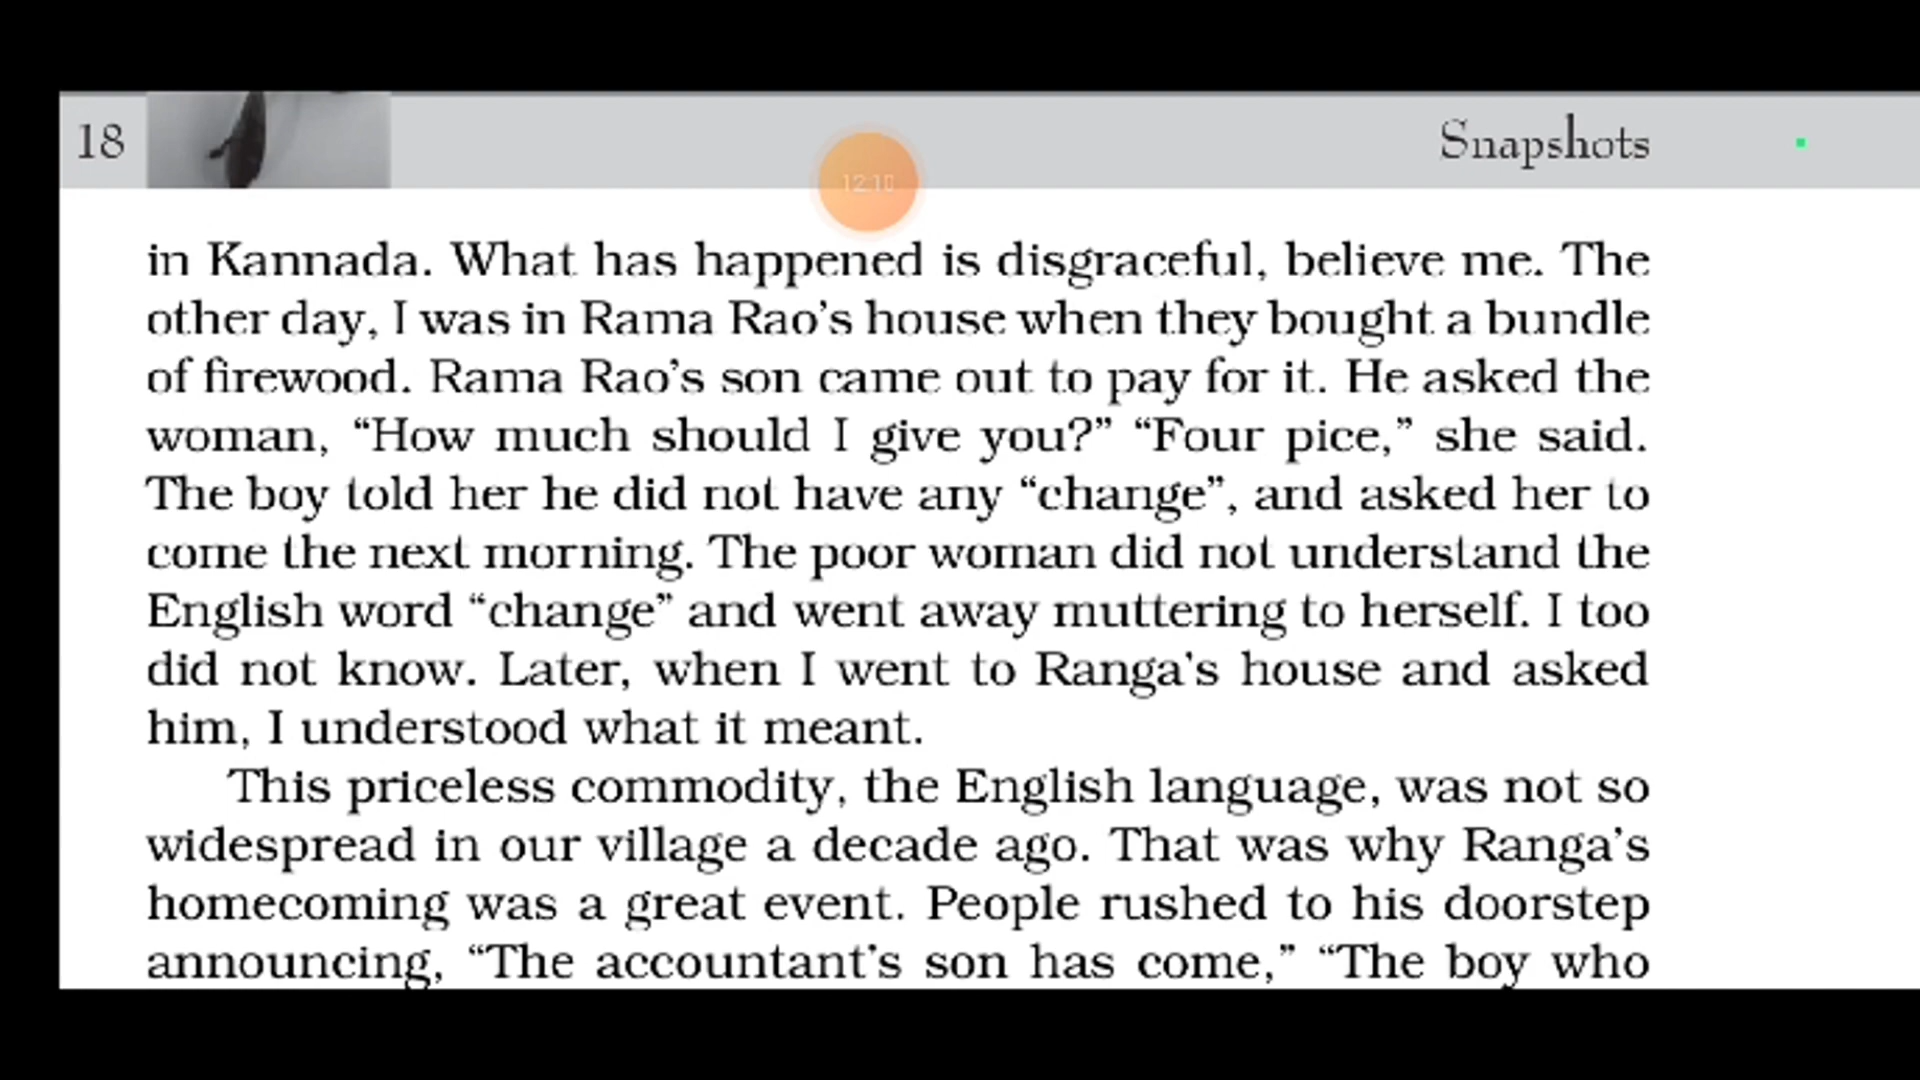 18
Snapshots
12:10
in Kannada. What has happened is disgraceful, believe me. The
other day, I was in Rama Rao’s house when they bought a bundle
of firewood. Rama Rao’s son came out to pay for it. He asked the
woman, “How much should I give you?” “Four pice,” she said.
The boy told her he did not have any “change”, and asked her to
come the next morning. The poor woman did not understand the
English word “change” and went away muttering to herself. I too
did not know. Later, when I went to Ranga’s house and asked
him, I understood what it meant.
This priceless commodity, the English language, was not so
widespread in our village a decade ago. That was why Ranga’s
homecoming was a great event. People rushed to his doorstep
announcing, “The accountant’s son has come,” “The boy who